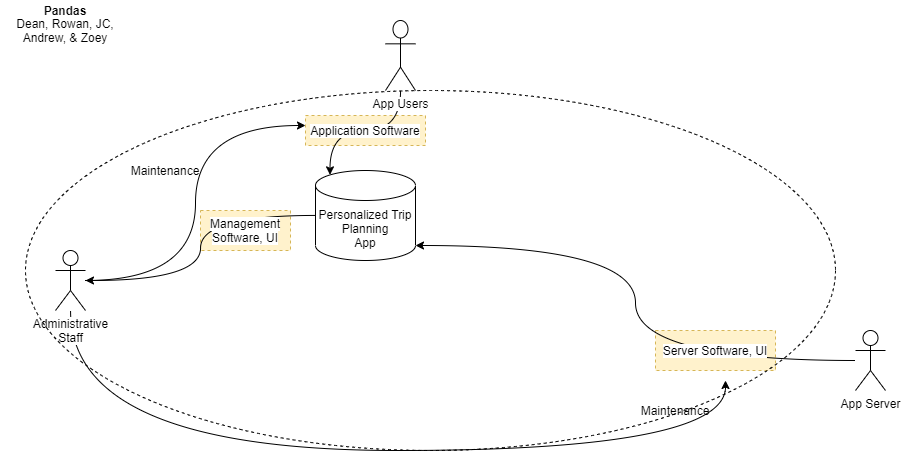 Pandas
Dean, Rowan, JC,
Andrew, & Zoey
App Users
Application Software
Maintenance
Personalized Trip
Planning
App
Management
Software, UI
Administrative
Staff
Server Software, UI
App Server
Maintenance